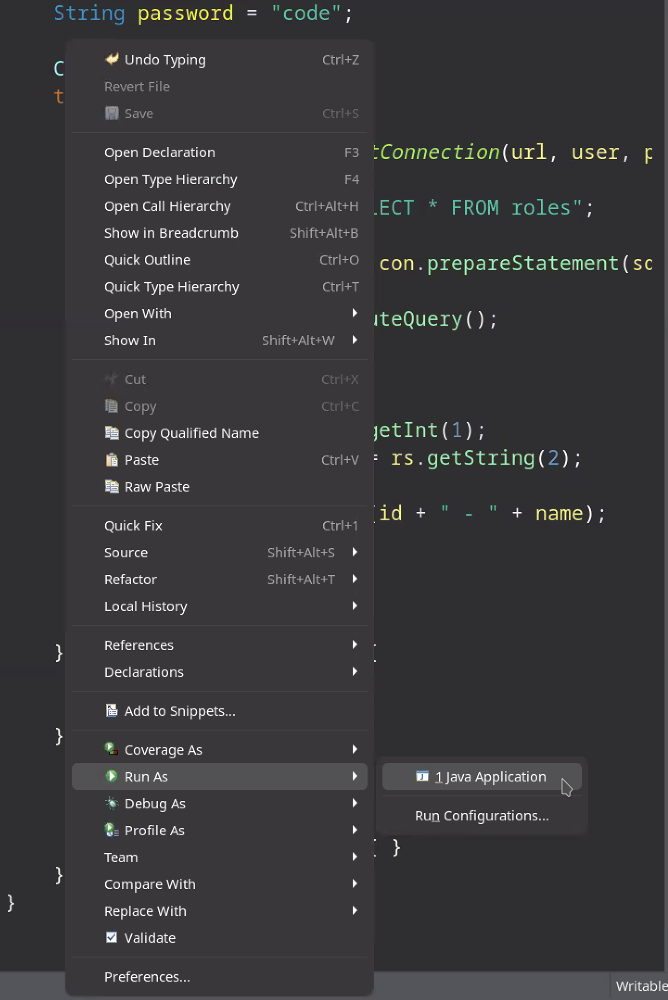 String password = "code";
Undo Typing Ctrl+Z
C
Revert File
t
Save Ctrl+S
Open Declaration F3
tConnection(url, user, p
Open Type Hierarchy F4
Open Call Hierarchy Ctrl+Alt+H
LECT * FROM roles";
Show in Breadcrumb Shift+Alt+B
Quick Outline Ctrl+O
con.prepareStatement(sq
Quick Type Hierarchy Ctrl+T
Open With
uteQuery();
Show In Shift+Alt+W
Cut Ctrl+X
Copy Ctrl+C
Copy Qualified Name
getInt(1);
Paste Ctrl+V
= rs.getString(2);
Raw Paste
(id + " - " + name);
Quick Fix Ctrl+1
Source Shift+Alt+S
Refactor Shift+Alt+T
Local History
References
} {
Declarations
Add to Snippets...
}
Coverage As
Run As
1 Java Application
Debug As
Run Configurations...
Profile As
{ }
Team
}
Compare With
}
Replace With
Validate
Preferences...
Writable